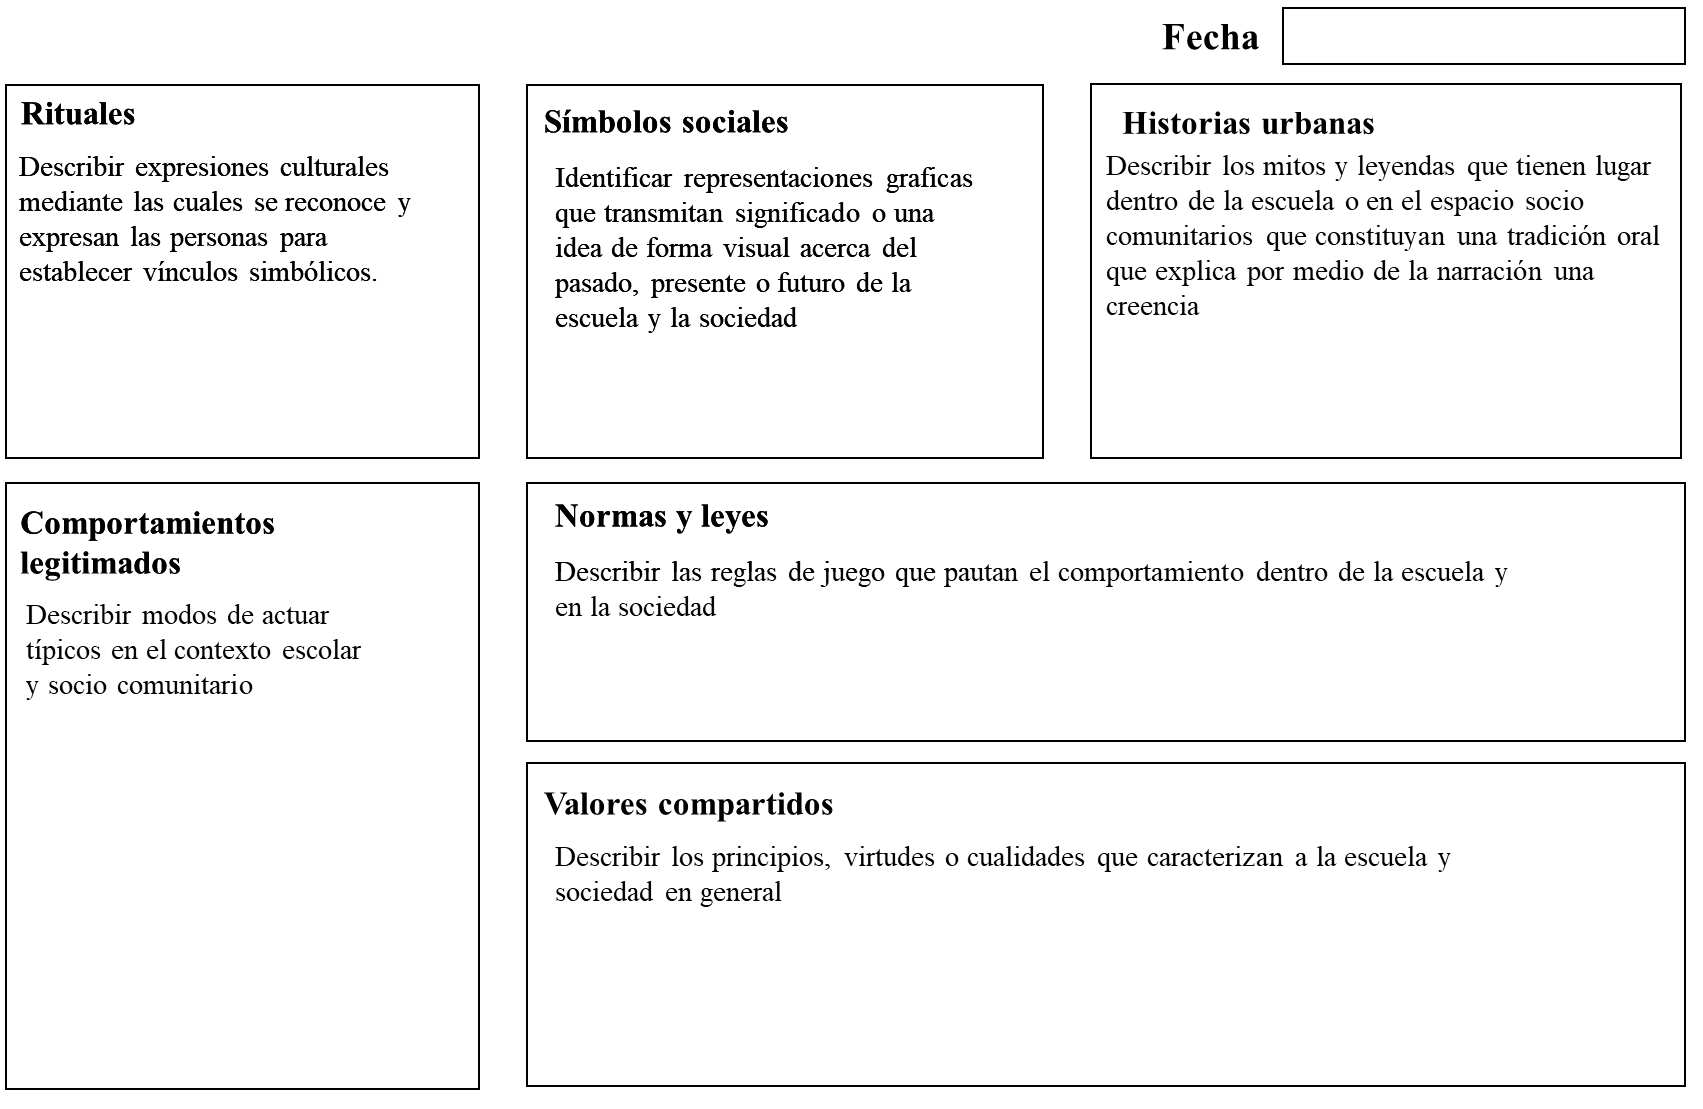 Fecha
Rituales
Describir expresiones culturales
mediante las cuales se reconoce y
expresan las personas para
establecer vínculos simbólicos.
Símbolos sociales
Identificar representaciones graficas
que transmitan significado o una
idea de forma visual acerca del
pasado, presente o futuro de la
escuela y la sociedad
Historias urbanas
Describir los mitos y leyendas que tienen lugar
dentro de la escuela o en el espacio socio
comunitarios que constituyan una tradición oral
que explica por medio de la narración una
creencia
Comportamientos
legitimados
Describir modos de actuar
típicos en el contexto escolar
y socio comunitario
Normas y leyes
Describir las reglas de juego que pautan el comportamiento dentro de la escuela y
en la sociedad
Valores compartidos
Describir los principios, virtudes o cualidades que caracterizan a la escuela y
sociedad en general